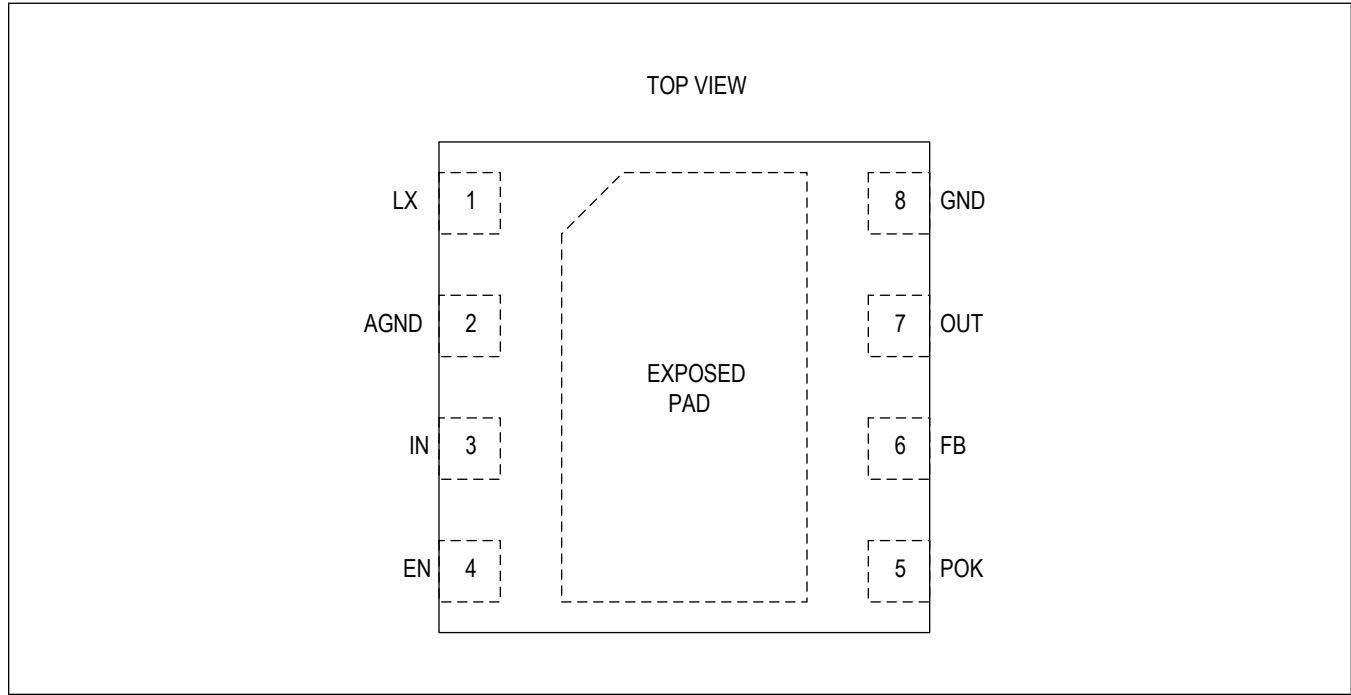 TOP VIEW
LX 1 8 GND
AGND 2 7 OUT
EXPOSED
PAD
IN 3 6 FB
EN 4 5 POK